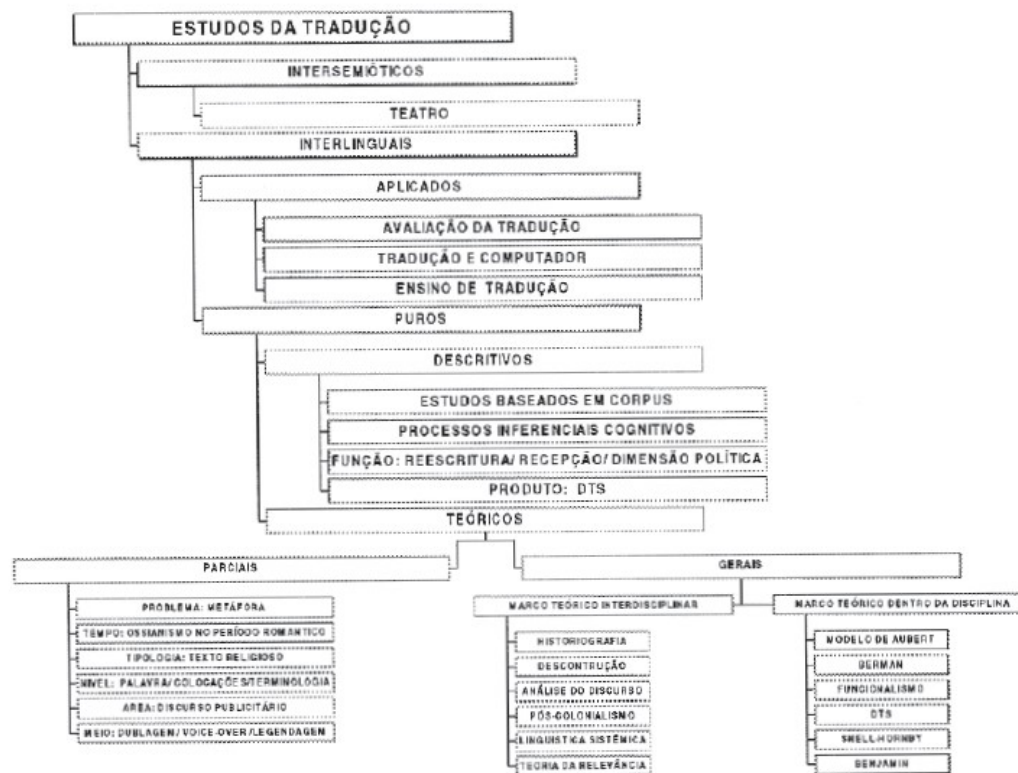 ESTUDOS DA TRADUÇÃO
INTERSEMIÓTICOS
TEATRO
INTERLINGUAIS
APLICADOS
AVALIAÇÃO DA TRADUÇÃO
TRADUÇÃO E COMPUTADOR
ENSINO DE TRADUÇÃO
PUROS
DESCRITIVOS
ESTUDOS BASEADOS EM CORPUS
PROCESSOS INFERENCIAIS COGNITIVOS
FUNÇÃO: REESCRITURA/ RECEPÇÃO/ DIMENSÃO POLÍTICA
PRODUTO: DTS
TEÓRICOS
PARCIAIS
PROBLEMA: METÁFORA
TEMPO: OSSIANISMO NO PERÍODO ROMANTICO
TIPOLOGIA: TEXTO RELIGIOSO
NIVEL: PALAVRA/ COLOCAÇÕES/TERMINOLOGIA
AREA: DISCURSO PUBLICITÁRIO
MEIO: DUBLAGEM/ VOICE-OVER /LEGENDAGEM
GERAIS
MARCO TEÓRICO INTERDISCIPLINAR
HISTORIOGRAFIA
DESCONTRUÇÃO
ANÁLISE DO DISCURSO
PÓS-COLONIALISMO
LINGUISTICA SISTÊMICA
TEORIA DA RELEVÂNCIA
MARCO TEÓRICO DENTRO DA DISCIPLINA
MODELO DE AUBERT
BERMAN
FUNCIONALISMO
DTS
SNELL-HORNBY
BENJAMIN